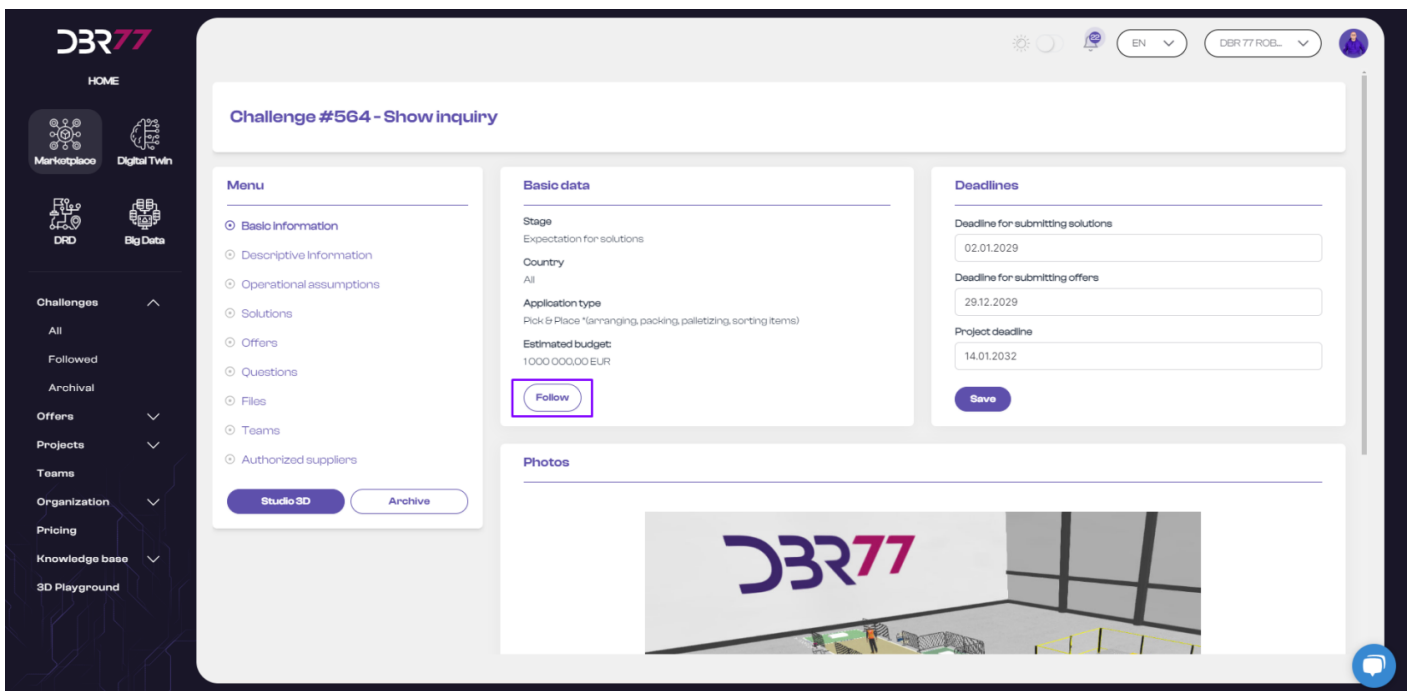 DBR77
HOME
Marketplace
Digital Twin
DRD
Big Data
Challenges
All
Followed
Archival
Offers
Projects
Teams
Organization
Pricing
Knowledge base
3D Playground
22
EN
DBR 77 ROB...
Challenge #564 - Show inquiry
Menu
Basic Information
Descriptive Information
Operational assumptions
Solutions
Offers
Questions
Files
Teams
Authorized suppliers
Studio 3D
Archive
Basic data
Stage
Expectation for solutions
Country
All
Application type
Pick & Place *(arranging, packing, palletizing, sorting items)
Estimated budget:
1 000 000,00 EUR
Follow
Deadlines
Deadline for submitting solutions
02.01.2029
Deadline for submitting offers
29.12.2029
Project deadline
14.01.2032
Save
Photos
DBR77